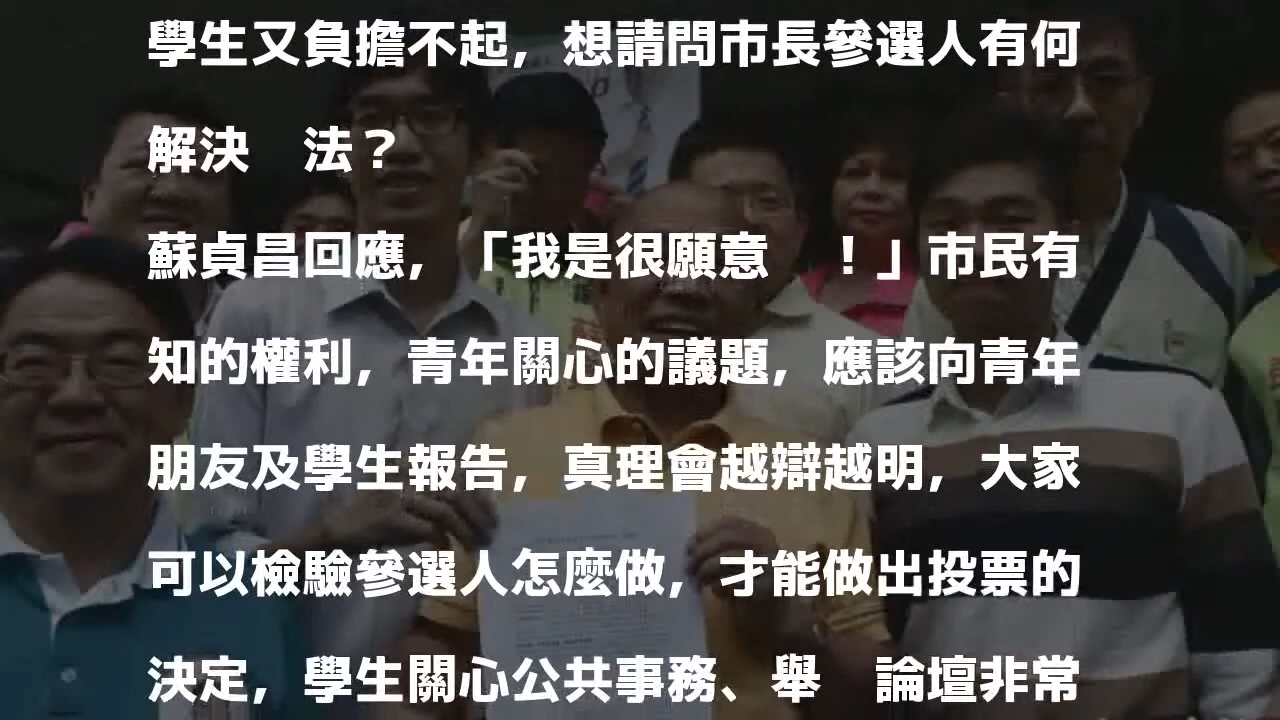 學生又負擔不起，想請問市長參選人有何
解決　法？
蘇貞昌回應，「我是很願意　！」市民有
知的權利，青年關心的議題，應該向青年
朋友及學生報告，真理會越辯越明，大家
可以檢驗參選人怎麼做，才能做出投票的
決定，學生關心公共事務、舉　論壇非常